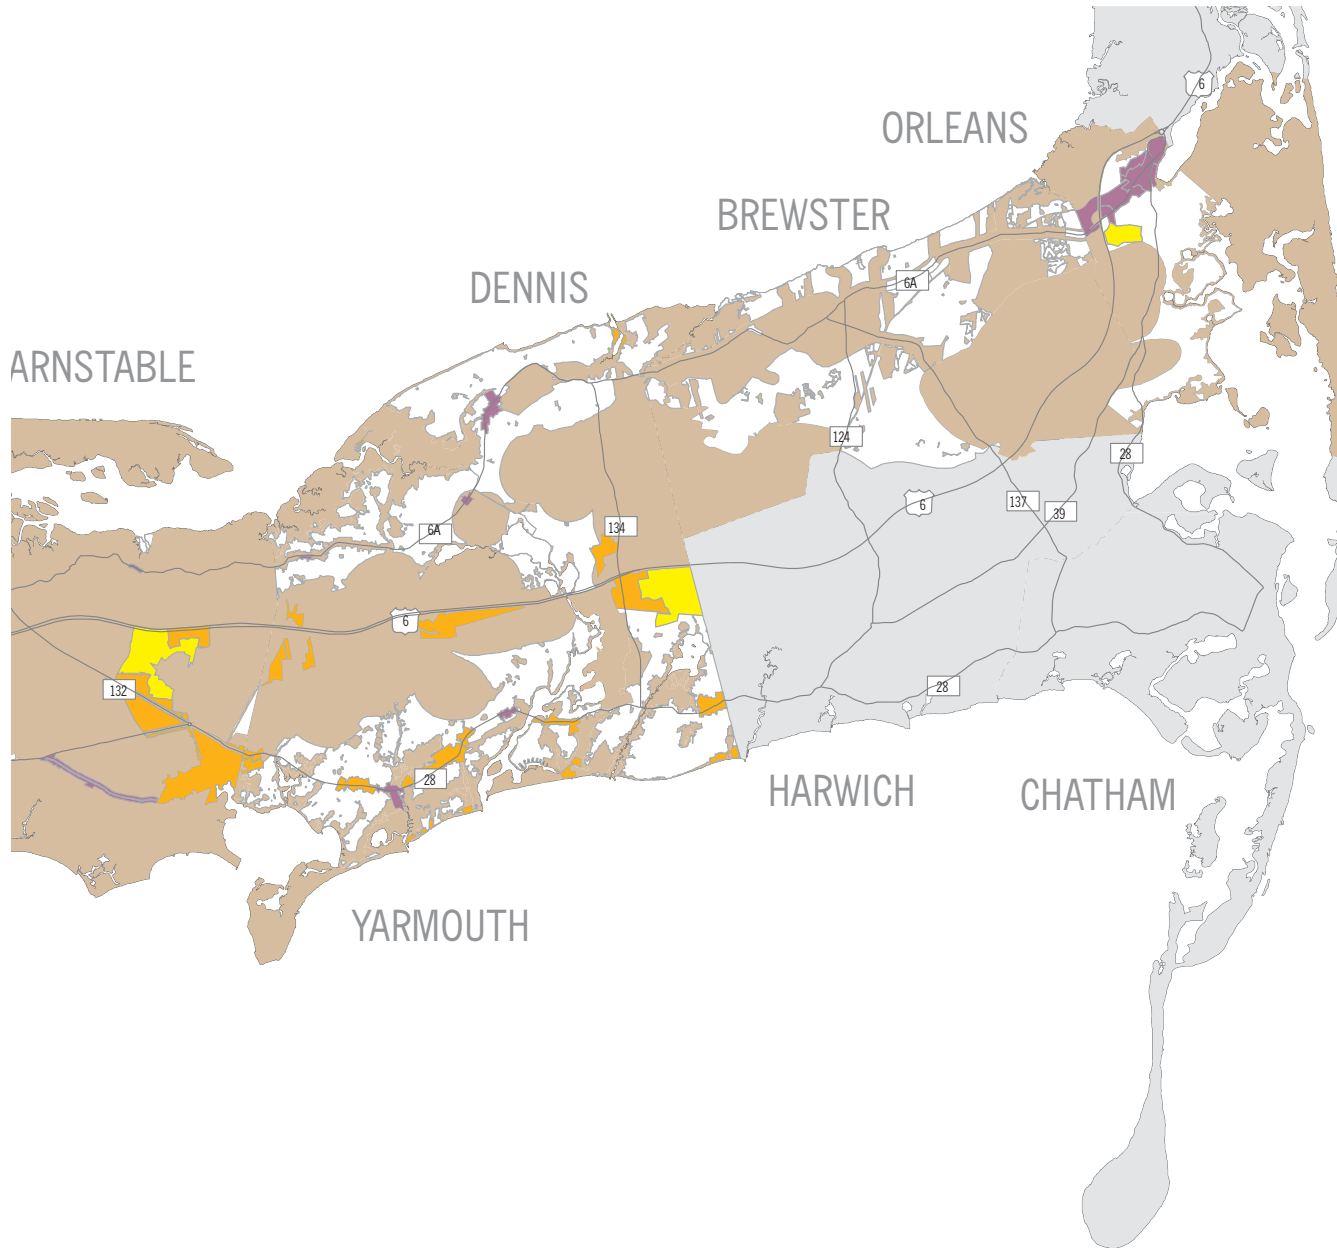 6
ORLEANS
BREWSTER
6A
DENNIS
ARNSTABLE
124
28
6
137
39
134
6A
6
132
28
28
HARWICH
CHATHAM
YARMOUTH